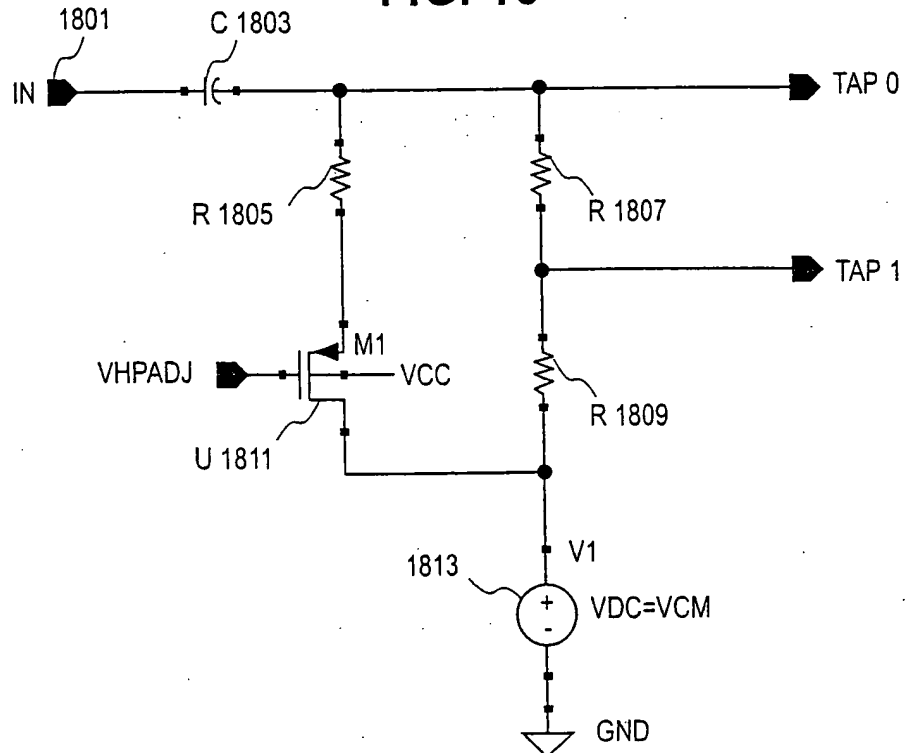 1801
C 1803
IN
TAP 0
R 1805
R 1807
TAP 1
M1
VHPADJ
VCC
R 1809
U 1811
V1
1813
+
VDC=VCM
-
GND